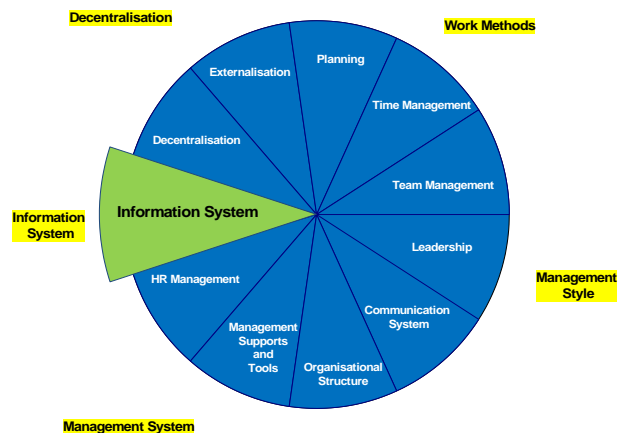 Decentralisation
Work Methods
Externalisation
Planning
Time Management
Decentralisation
Team Management
Information System
Information
System
Leadership
HR Management
Management
Style
Communication
System
Management
Supports
and
Tools
Organisational
Structure
Management System